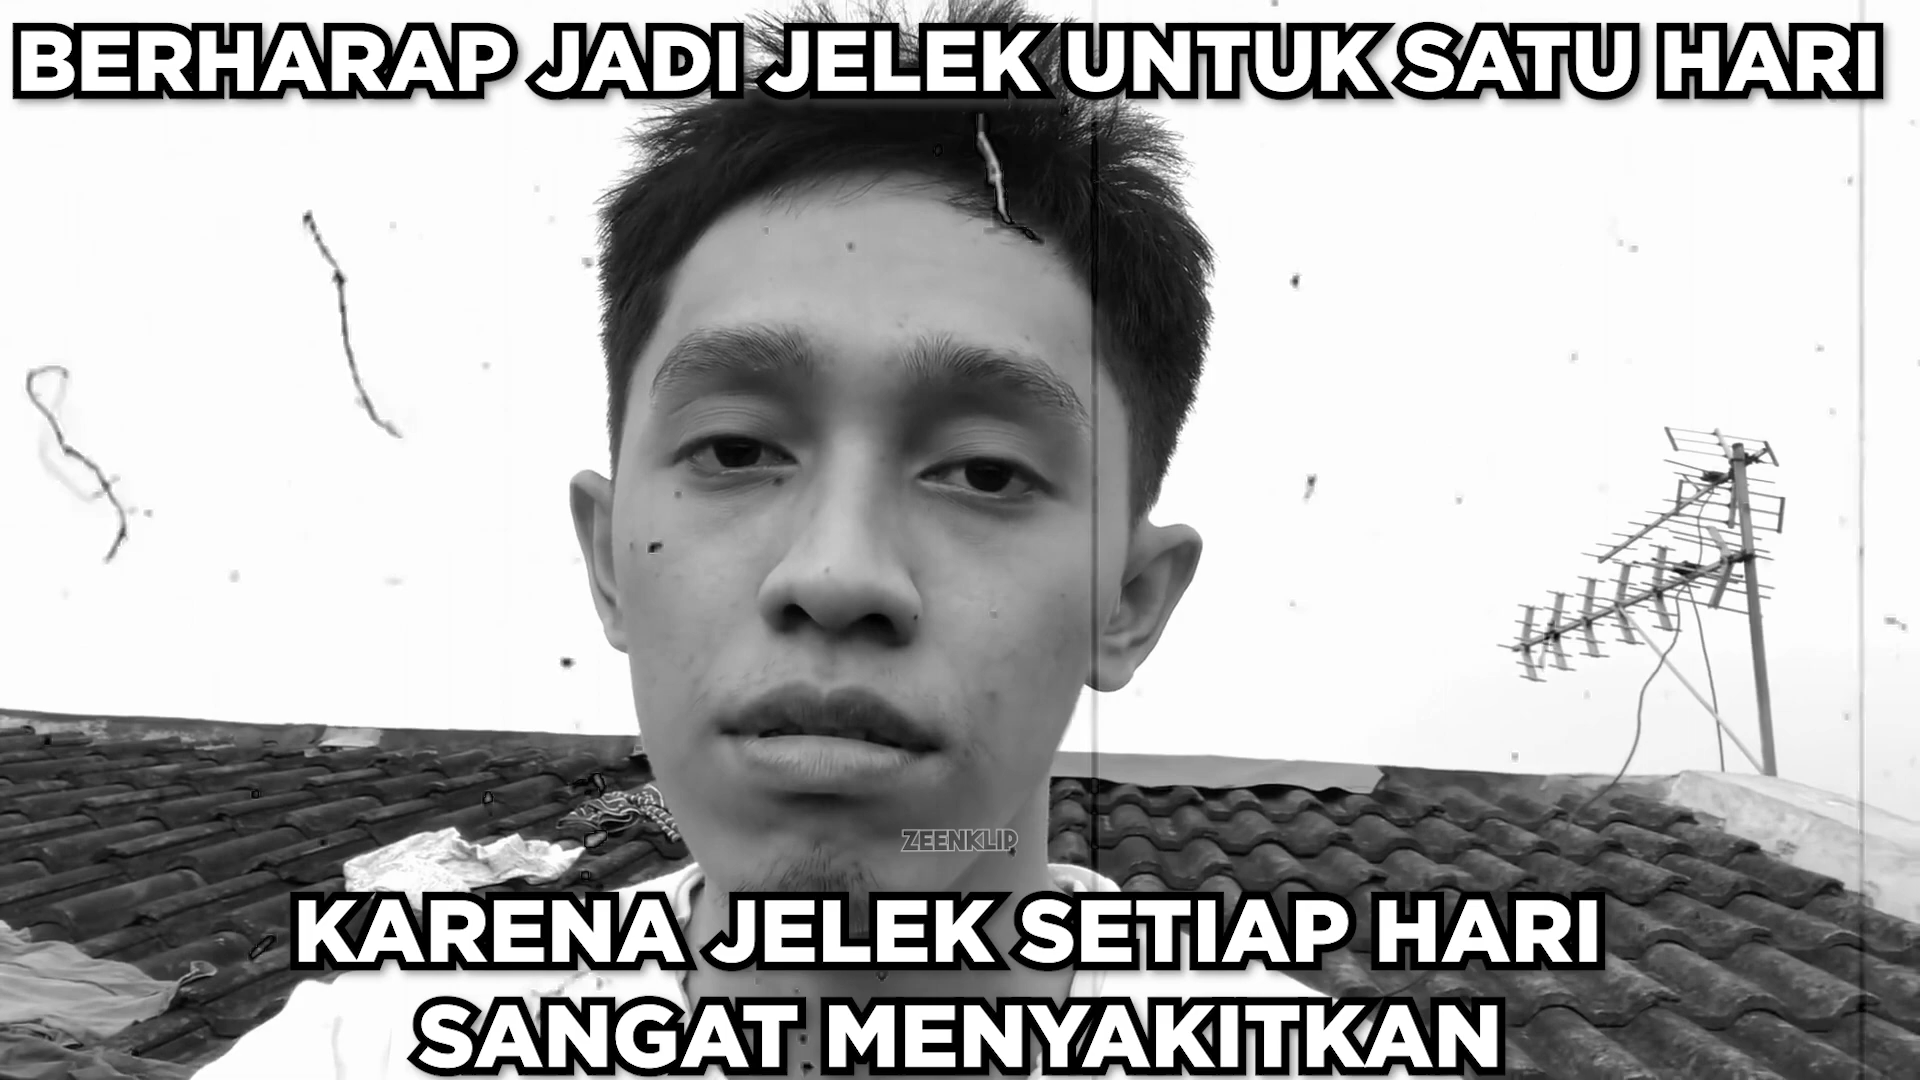 BERHARAP JADI JELEK UNTUK SATU HARI
ZEENKLIP
KARENA JELEK SETIAP HARI
SANGAT MENYAKITKAN